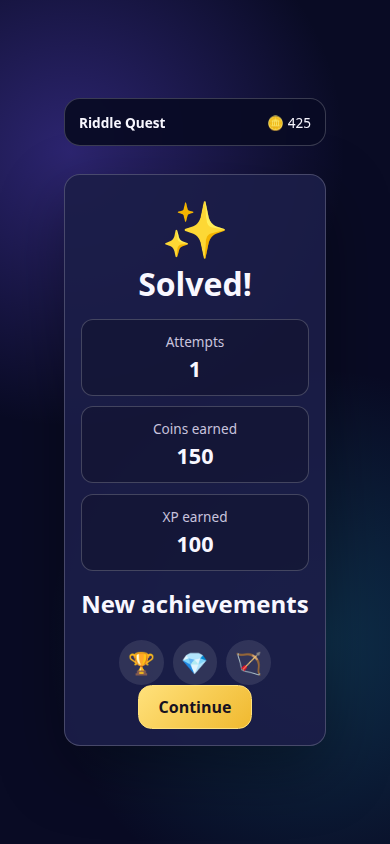 Riddle Quest
425
Solved!
Attempts
1
Coins earned
150
XP earned
100
New achievements
Continue